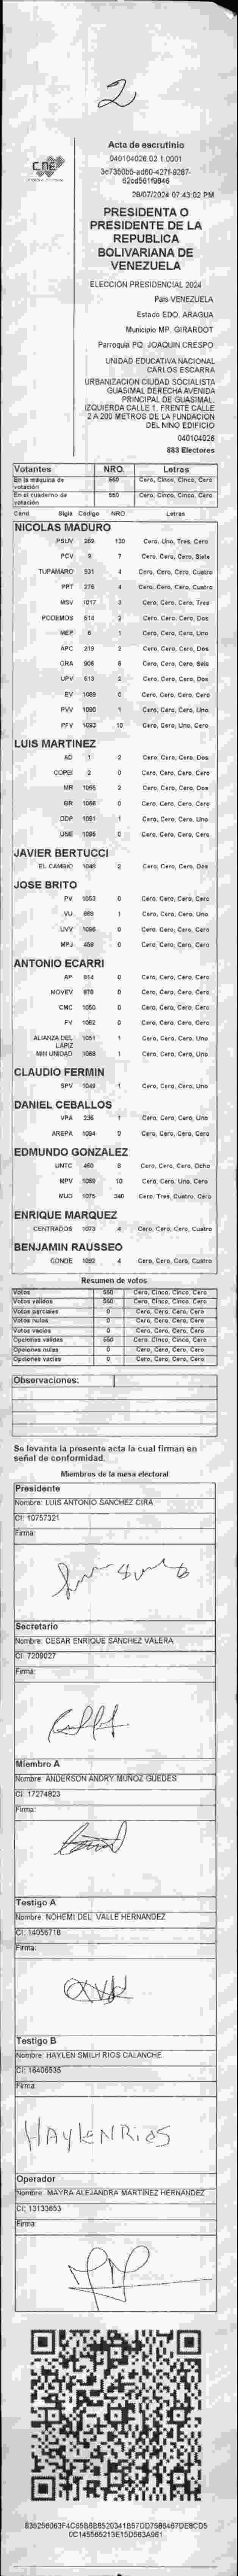 2
CNE
Acta de escrutinio
040104026.02.1.0001
28/07/2024 07:43:02 PM
PRESIDENTA O
PRESIDENTE DE LA
REPUBLICA
BOLIVARIANA DE
VENEZUELA
ELECCIÓN PRESIDENCIAL 2024
País VENEZUELA
Estado EDO. ARAGUA
Municipio MP. GIRARDOT
Parroquia PQ. JOAQUIN CRESPO
UNIDAD EDUCATIVA NACIONAL
CARLOS ESCARRA
URBANIZACION CIUDAD SOCIALISTA
GUASIMAL DERECHA AVENIDA
PRINCIPAL DE GUASIMAL.
IZQUIERDA CALLE 1. FRENTE CALLE
2 A 200 METROS DE LA FUNDACION
DEL NINO EDIFICIO
040104026
883 Electores
Votantes NRO. Letras
En la máquina de votación 550 Cero, Cinco, Cinco, Cero
En el cuaderno de votación 550 Cero, Cinco, Cinco, Cero
Cand. Sigla Código NRO Letras
NICOLAS MADURO
PSUV 269 130 Cero, Uno, Tres, Cero
PCV 9 7 Cero, Cero, Cero, Siete
TUPAMARO 531 4 Cero, Cero, Cero, Cuatro
PPT 276 4 Cero, Cero, Cero, Cuatro
MSV 1017 3 Cero, Cero, Cero, Tres
PODEMOS 514 2 Cero, Cero, Cero, Dos
MEP 6 1 Cero, Cero, Cero, Uno
APC 219 2 Cero, Cero, Cero, Dos
ORA 906 6 Cero, Cero, Cero, Seis
UPV 513 2 Cero, Cero, Cero, Dos
EV 1089 0 Cero, Cero, Cero, Cero
PVV 1090 1 Cero, Cero, Cero, Uno
PFV 1093 10 Cero, Cero, Uno, Cero
LUIS MARTINEZ
AD 1 2 Cero, Cero, Cero, Dos
COPEI 2 0 Cero, Cero, Cero, Cero
MR 1065 2 Cero, Cero, Cero, Dos
BR 1066 0 Cero, Cero, Cero, Cero
DDP 1091 1 Cero, Cero, Cero, Uno
UNE 1095 0 Cero, Cero, Cero, Cero
JAVIER BERTUCCI
EL CAMBIO 1048 2 Cero, Cero, Cero, Dos
JOSE BRITO
PV 1053 0 Cero, Cero, Cero, Cero
VU 969 1 Cero, Cero, Cero, Uno
UVV 1096 0 Cero, Cero, Cero, Cero
MPJ 459 0 Cero, Cero, Cero, Cero
ANTONIO ECARRI
AP 914 0 Cero, Cero, Cero, Cero
MOVEV 970 0 Cero, Cero, Cero, Cero
CMC 1050 0 Cero, Cero, Cero, Cero
FV 1062 0 Cero, Cero, Cero, Cero
ALIANZA DEL LAPIZ 1051 1 Cero, Cero, Cero, Uno
MIN UNIDAD 1088 1 Cero, Cero, Cero, Uno
CLAUDIO FERMIN
SPV 1049 1 Cero, Cero, Cero, Uno
DANIEL CEBALLOS
VPA 236 1 Cero, Cero, Cero, Uno
AREPA 1094 0 Cero, Cero, Cero, Cero
EDMUNDO GONZALEZ
UNTC 460 8 Cero, Cero, Cero, Ocho
MPV 1059 10 Cero, Cero, Uno, Cero
MUD 1075 340 Cero, Tres, Cuatro, Cero
ENRIQUE MARQUEZ
CENTRADOS 1073 4 Cero, Cero, Cero, Cuatro
BENJAMIN RAUSSEO
CONDE 1092 4 Cero, Cero, Cero, Cuatro
Resumen de votos
Votos 550 Cero, Cinco, Cinco, Cero
Votos validos 550 Cero, Cinco, Cinco, Cero
Votos parciales 0 Cero, Cero, Cero, Cero
Votos nulos 0 Cero, Cero, Cero, Cero
Votos vacíos 0 Cero, Cero, Cero, Cero
Opciones validas 550 Cero, Cinco, Cinco, Cero
Opciones nulas 0 Cero, Cero, Cero, Cero
Opciones vacías 0 Cero, Cero, Cero, Cero
Observaciones:
Se levanta la presente acta la cual firman en
señal de conformidad.
Miembros de la mesa electoral
Presidente
Nombre: LUIS ANTONIO SANCHEZ CIRA
CI: 10757321
Firma:
Secretario
Nombre: CESAR ENRIQUE SANCHEZ VALERA
CI: 7209027
Firma:
Miembro A
Nombre: ANDERSON ANDRY MUÑOZ GUEDES
CI: 17274823
Firma:
Testigo A
Nombre: NOHEMI DEL VALLE HERNANDEZ
CI: 14056718
Firma:
Testigo B
Nombre: HAYLEN SMILH RIOS CALANCHE
CI: 16406535
Firma:
HAYLENRIOS
Operador
Nombre: MAYRA ALEJANDRA MARTINEZ HERNANDEZ
CI: 13133653
Firma: